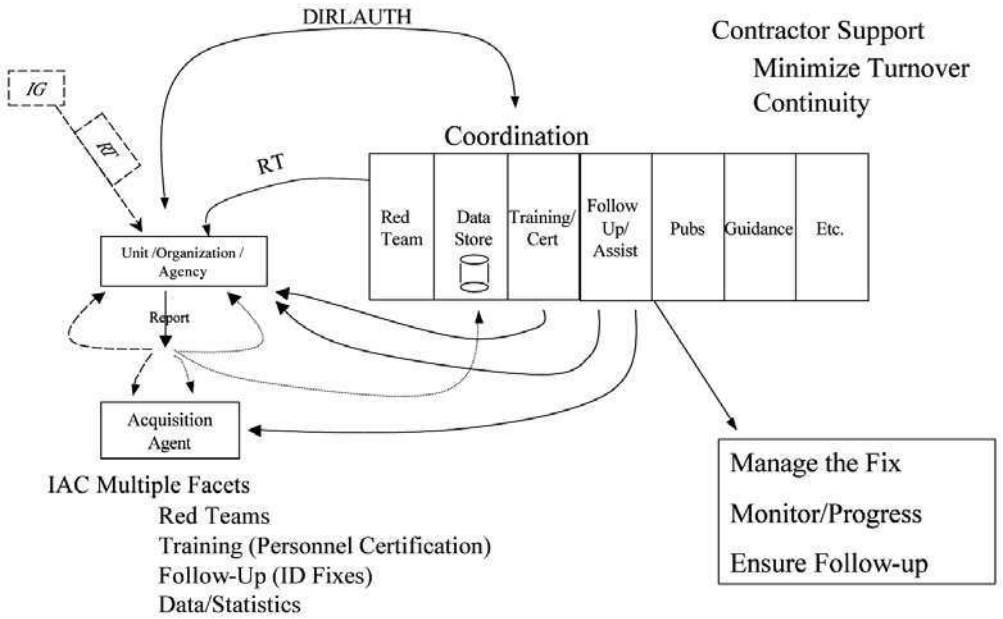 DIRLAUTH
Contractor Support
Minimize Turnover
Continuity
IG
RT
Coordination
RT
Red
Team
Data
Store
Training/
Cert
Follow
Up/
Assist
Pubs
Guidance
Etc.
Unit /Organization /
Agency
Report
Acquisition
Agent
IAC Multiple Facets
Red Teams
Training (Personnel Certification)
Follow-Up (ID Fixes)
Data/Statistics
Manage the Fix
Monitor/Progress
Ensure Follow-up